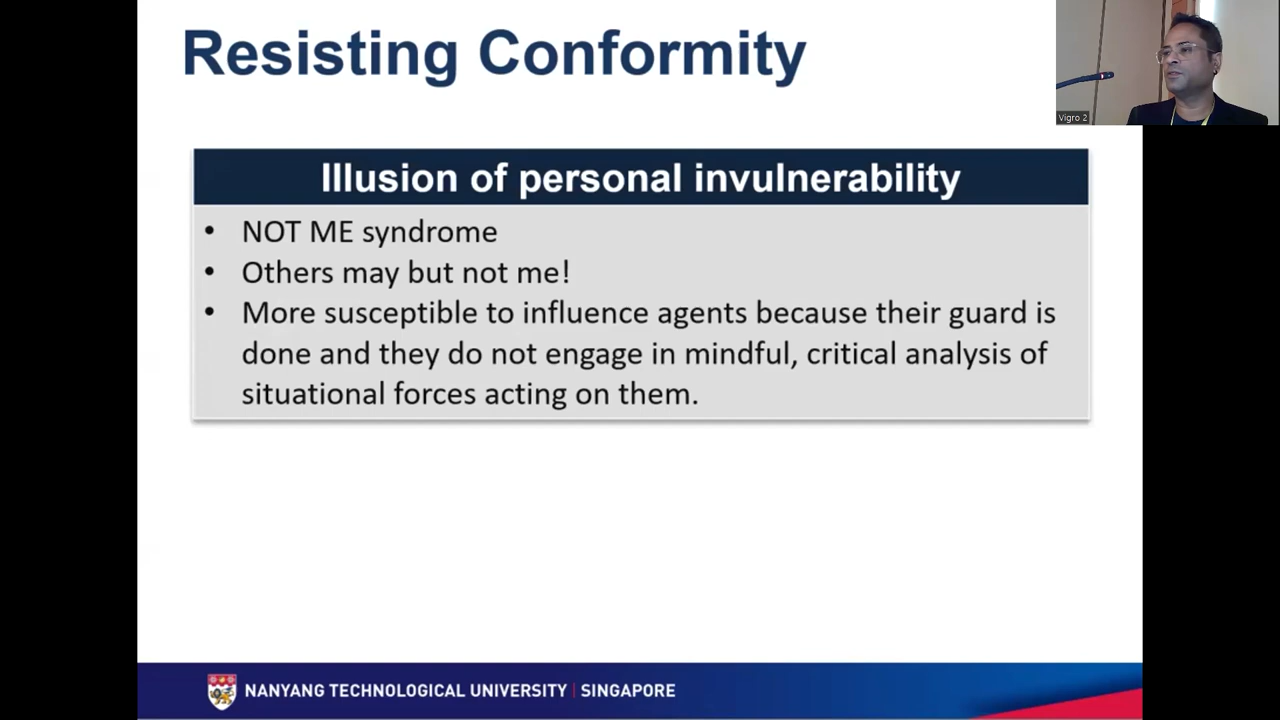 Resisting Conformity
Vigro 2
Illusion of personal invulnerability
• NOT ME syndrome
• Others may but not me!
• More susceptible to influence agents because their guard is
done and they do not engage in mindful, critical analysis of
situational forces acting on them.
NANYANG TECHNOLOGICAL UNIVERSITY | SINGAPORE